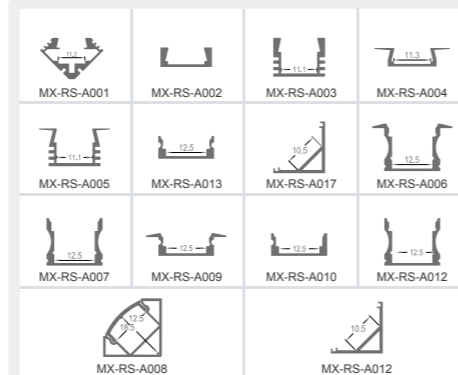 11.2
MX-RS-A001
MX-RS-A002
11.1
MX-RS-A003
11.3
MX-RS-A004
11.1
MX-RS-A005
12.5
MX-RS-A013
10.5
MX-RS-A017
12.5
MX-RS-A006
12.5
MX-RS-A007
12.5
MX-RS-A009
12.5
MX-RS-A010
12.5
MX-RS-A012
12.5
18.5
MX-RS-A008
10.5
MX-RS-A012